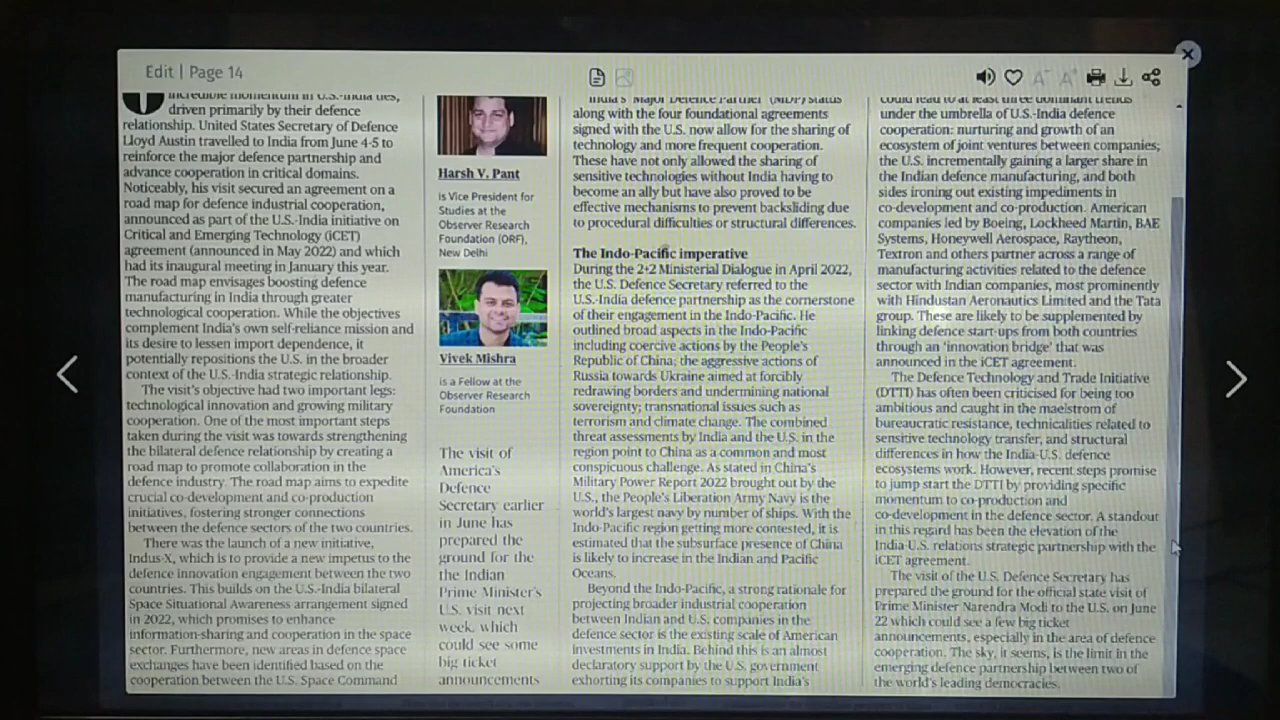 Edit | Page 14
incredible momentum in U.S.-India ties,
driven primarily by their defence
relationship. United States Secretary of Defence
Lloyd Austin travelled to India from June 4-5 to
reinforce the major defence partnership and
advance cooperation in critical domains.
Noticeably, his visit secured an agreement on a
road map for defence industrial cooperation,
announced as part of the U.S.-India initiative on
Critical and Emerging Technology (iCET)
agreement (announced in May 2022) and which
had its inaugural meeting in January this year.
The road map envisages boosting defence
manufacturing in India through greater
technological cooperation. While the objectives
complement India's own self-reliance mission and
its desire to lessen import dependence, it
potentially repositions the U.S. in the broader
context of the U.S.-India strategic relationship.
The visit's objective had two important legs:
technological innovation and growing military
cooperation. One of the most important steps
taken during the visit was towards strengthening
the bilateral defence relationship by creating a
road map to promote collaboration in the
defence industry. The road map aims to expedite
crucial co-development and co-production
initiatives, fostering stronger connections
between the defence sectors of the two countries.
There was the launch of a new initiative,
Indus-X, which is to provide a new impetus to the
defence innovation engagement between the two
countries. This builds on the U.S.-India bilateral
Space Situational Awareness arrangement signed
in 2022, which promises to enhance
information-sharing and cooperation in the space
sector. Furthermore, new areas in defence space
exchanges have been identified based on the
cooperation between the U.S. Space Command
Harsh V. Pant
is Vice President for
Studies at the
Observer Research
Foundation (ORF),
New Delhi
Vivek Mishra
is a Fellow at the
Observer Research
Foundation
The visit of
America's
Defence
Secretary earlier
in June has
prepared the
ground for the
the Indian
Prime Minister's
U.S. visit next
week, which
could see some
big ticket
announcements
India's 'Major Defence Partner' (MDP) status
along with the four foundational agreements
signed with the U.S. now allow for the sharing of
technology and more frequent cooperation.
These have not only allowed the sharing of
sensitive technologies without India having to
become an ally but have also proved to be
effective mechanisms to prevent backsliding due
to procedural difficulties or structural differences.
The Indo-Pacific imperative
During the 2+2 Ministerial Dialogue in April 2022,
the U.S. Defence Secretary referred to the
U.S.-India defence partnership as the cornerstone
of their engagement in the Indo-Pacific. He
outlined broad aspects in the Indo-Pacific
including coercive actions by the People's
Republic of China; the aggressive actions of
Russia towards Ukraine aimed at forcibly
redrawing borders and undermining national
sovereignty; transnational issues such as
terrorism and climate change. The combined
threat assessments by India and the U.S. in the
region point to China as a common and most
conspicuous challenge. As stated in China's
Military Power Report 2022 brought out by the
U.S., the People's Liberation Army Navy is the
world's largest navy by number of ships. With the
Indo-Pacific region getting more contested, it is
estimated that the subsurface presence of China
is likely to increase in the Indian and Pacific
Oceans.
Beyond the Indo-Pacific, a strong rationale for
projecting broader industrial cooperation
between Indian and U.S. companies in the
defence sector is the existing scale of American
investments in India. Behind this is an almost
declaratory support by the U.S. government
exhorting its companies to support India's
could lead to at least three dominant trends
under the umbrella of U.S.-India defence
cooperation: nurturing and growth of an
ecosystem of joint ventures between companies;
the U.S. incrementally gaining a larger share in
the Indian defence manufacturing, and both
sides ironing out existing impediments in
co-development and co-production. American
companies led by Boeing, Lockheed Martin, BAE
Systems, Honeywell Aerospace, Raytheon,
Textron and others partner across a range of
manufacturing activities related to the defence
sector with Indian companies, most prominently
with Hindustan Aeronautics Limited and the Tata
group. These are likely to be supplemented by
linking defence start-ups from both countries
through an 'innovation bridge' that was
announced in the iCET agreement.
The Defence Technology and Trade Initiative
(DTTI) has often been criticised for being too
ambitious and caught in the maelstrom of
bureaucratic resistance, technicalities related to
sensitive technology transfer, and structural
differences in how the India-U.S. defence
ecosystems work. However, recent steps promise
to jump start the DTTI by providing specific
momentum to co-production and
co-development in the defence sector. A standout
in this regard has been the elevation of the
India-U.S. relations strategic partnership with the
iCET agreement.
The visit of the U.S. Defence Secretary has
prepared the ground for the official state visit of
Prime Minister Narendra Modi to the U.S. on June
22 which could see a few big ticket
announcements, especially in the area of defence
cooperation. The sky, it seems, is the limit in the
emerging defence partnership between two of
the world's leading democracies.